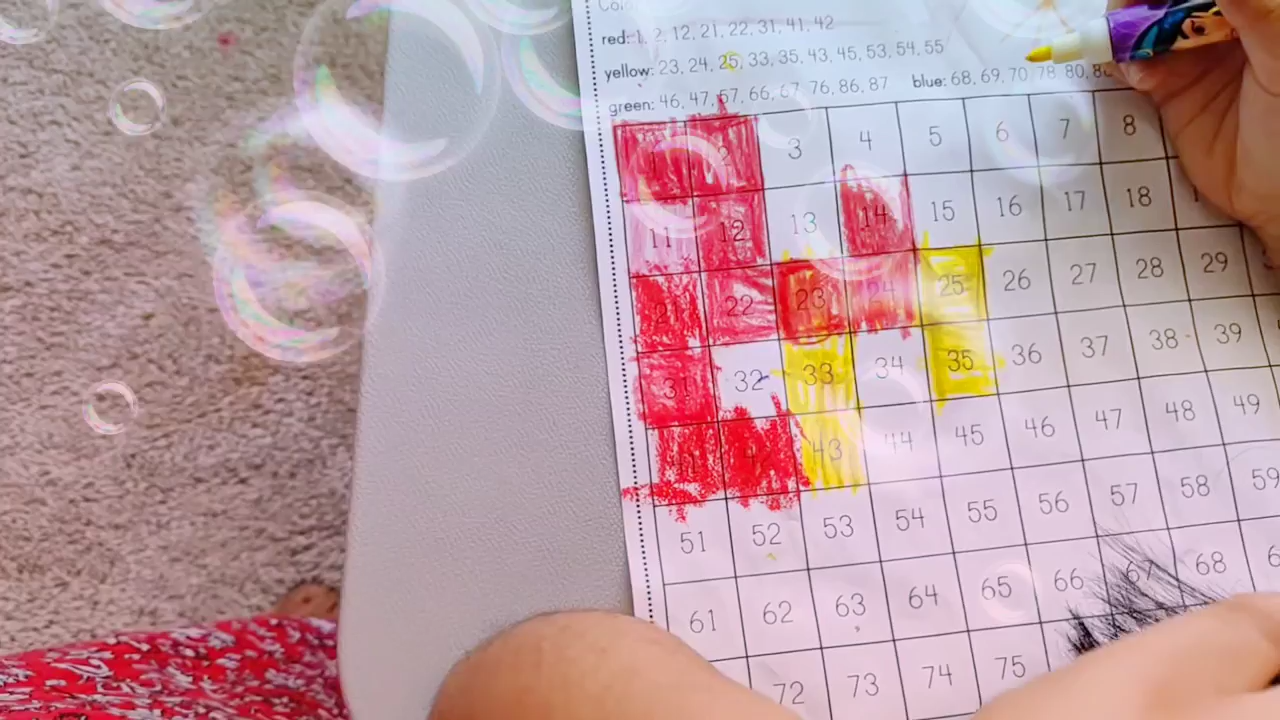 red: 1, 2, 12, 21, 22, 31, 41, 42
yellow: 23, 24, 25, 33, 35, 43, 45, 53, 54, 55
green: 46, 47, 57, 66, 67, 76, 86, 87 blue: 68, 69, 70, 78, 80,
1 2 3 4 5 6 7 8
11 12 13 14 15 16 17 18
21 22 23 24 25 26 27 28 29
31 32 33 34 35 36 37 38 39
41 42 43 44 45 46 47 48 49
51 52 53 54 55 56 57 58 59
61 62 63 64 65 66 67 68
72 73 74 75